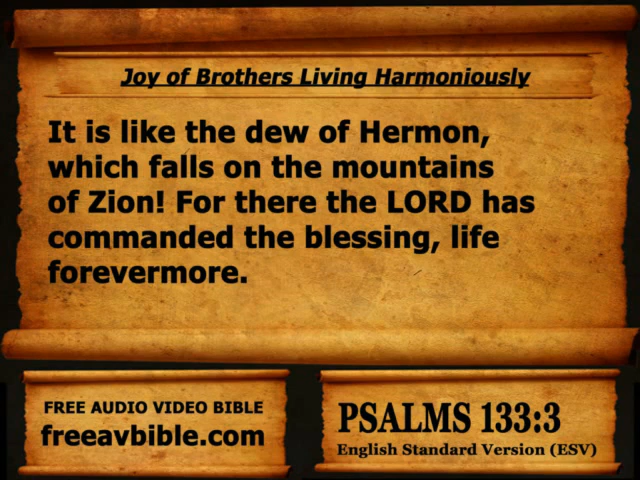 Joy of Brothers Living Harmoniously
It is like the dew of Hermon,
which falls on the mountains
of Zion! For there the LORD has
commanded the blessing, life
forevermore.
FREE AUDIO VIDEO BIBLE
freeavbible.com
PSALMS 133:3
English Standard Version (ESV)